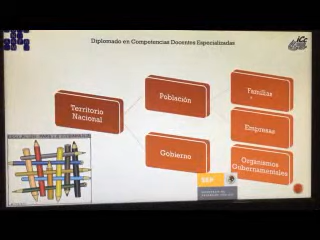 Diplomado en Competencias Docentes Especializadas
Territorio
Nacional
Población
Gobierno
Familias
Empresas
Organismos
Gubernamentales
SEP